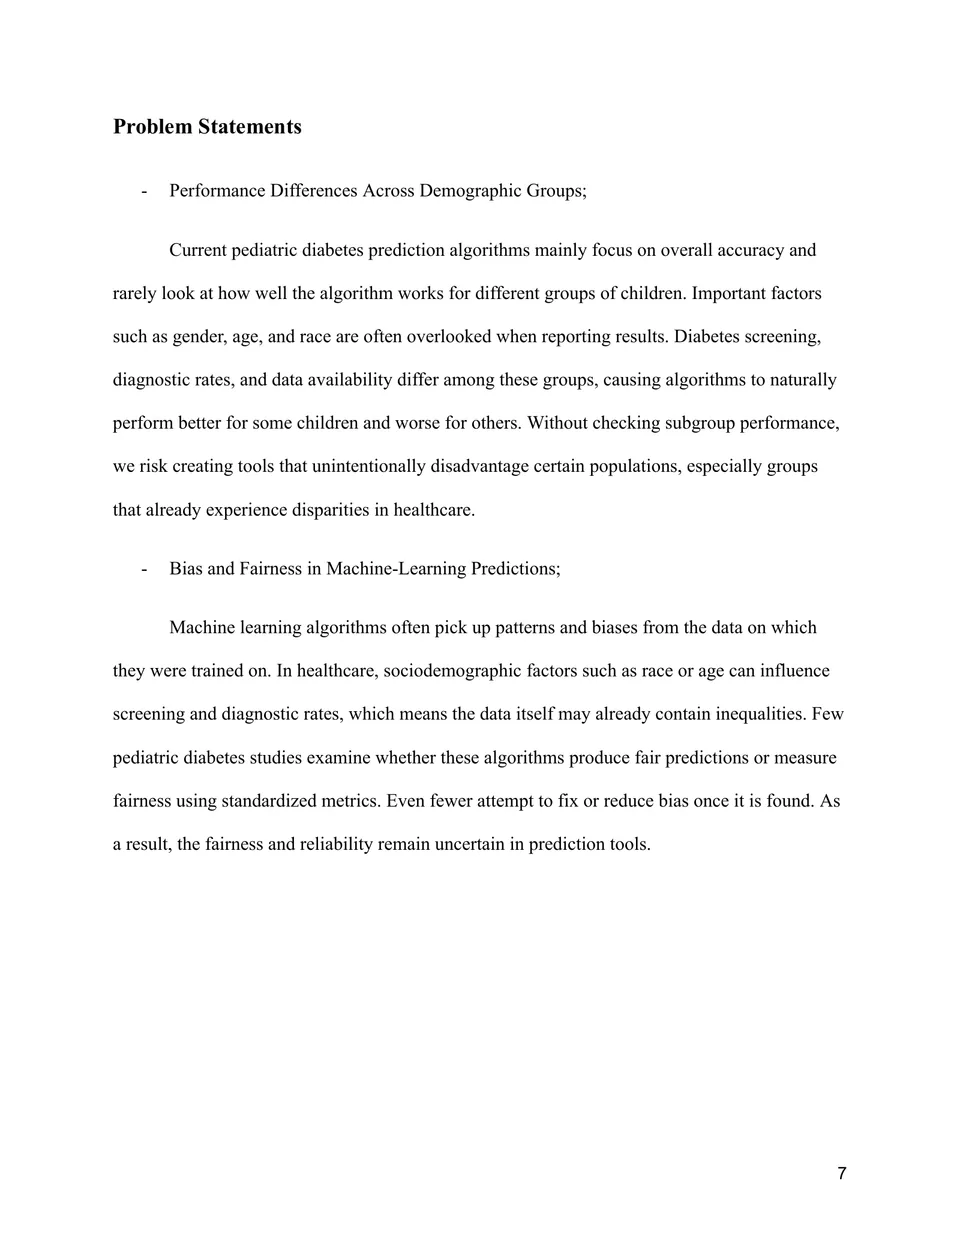 Problem Statements
- Performance Differences Across Demographic Groups;
Current pediatric diabetes prediction algorithms mainly focus on overall accuracy and
rarely look at how well the algorithm works for different groups of children. Important factors
such as gender, age, and race are often overlooked when reporting results. Diabetes screening,
diagnostic rates, and data availability differ among these groups, causing algorithms to naturally
perform better for some children and worse for others. Without checking subgroup performance,
we risk creating tools that unintentionally disadvantage certain populations, especially groups
that already experience disparities in healthcare.
- Bias and Fairness in Machine-Learning Predictions;
Machine learning algorithms often pick up patterns and biases from the data on which
they were trained on. In healthcare, sociodemographic factors such as race or age can influence
screening and diagnostic rates, which means the data itself may already contain inequalities. Few
pediatric diabetes studies examine whether these algorithms produce fair predictions or measure
fairness using standardized metrics. Even fewer attempt to fix or reduce bias once it is found. As
a result, the fairness and reliability remain uncertain in prediction tools.
7